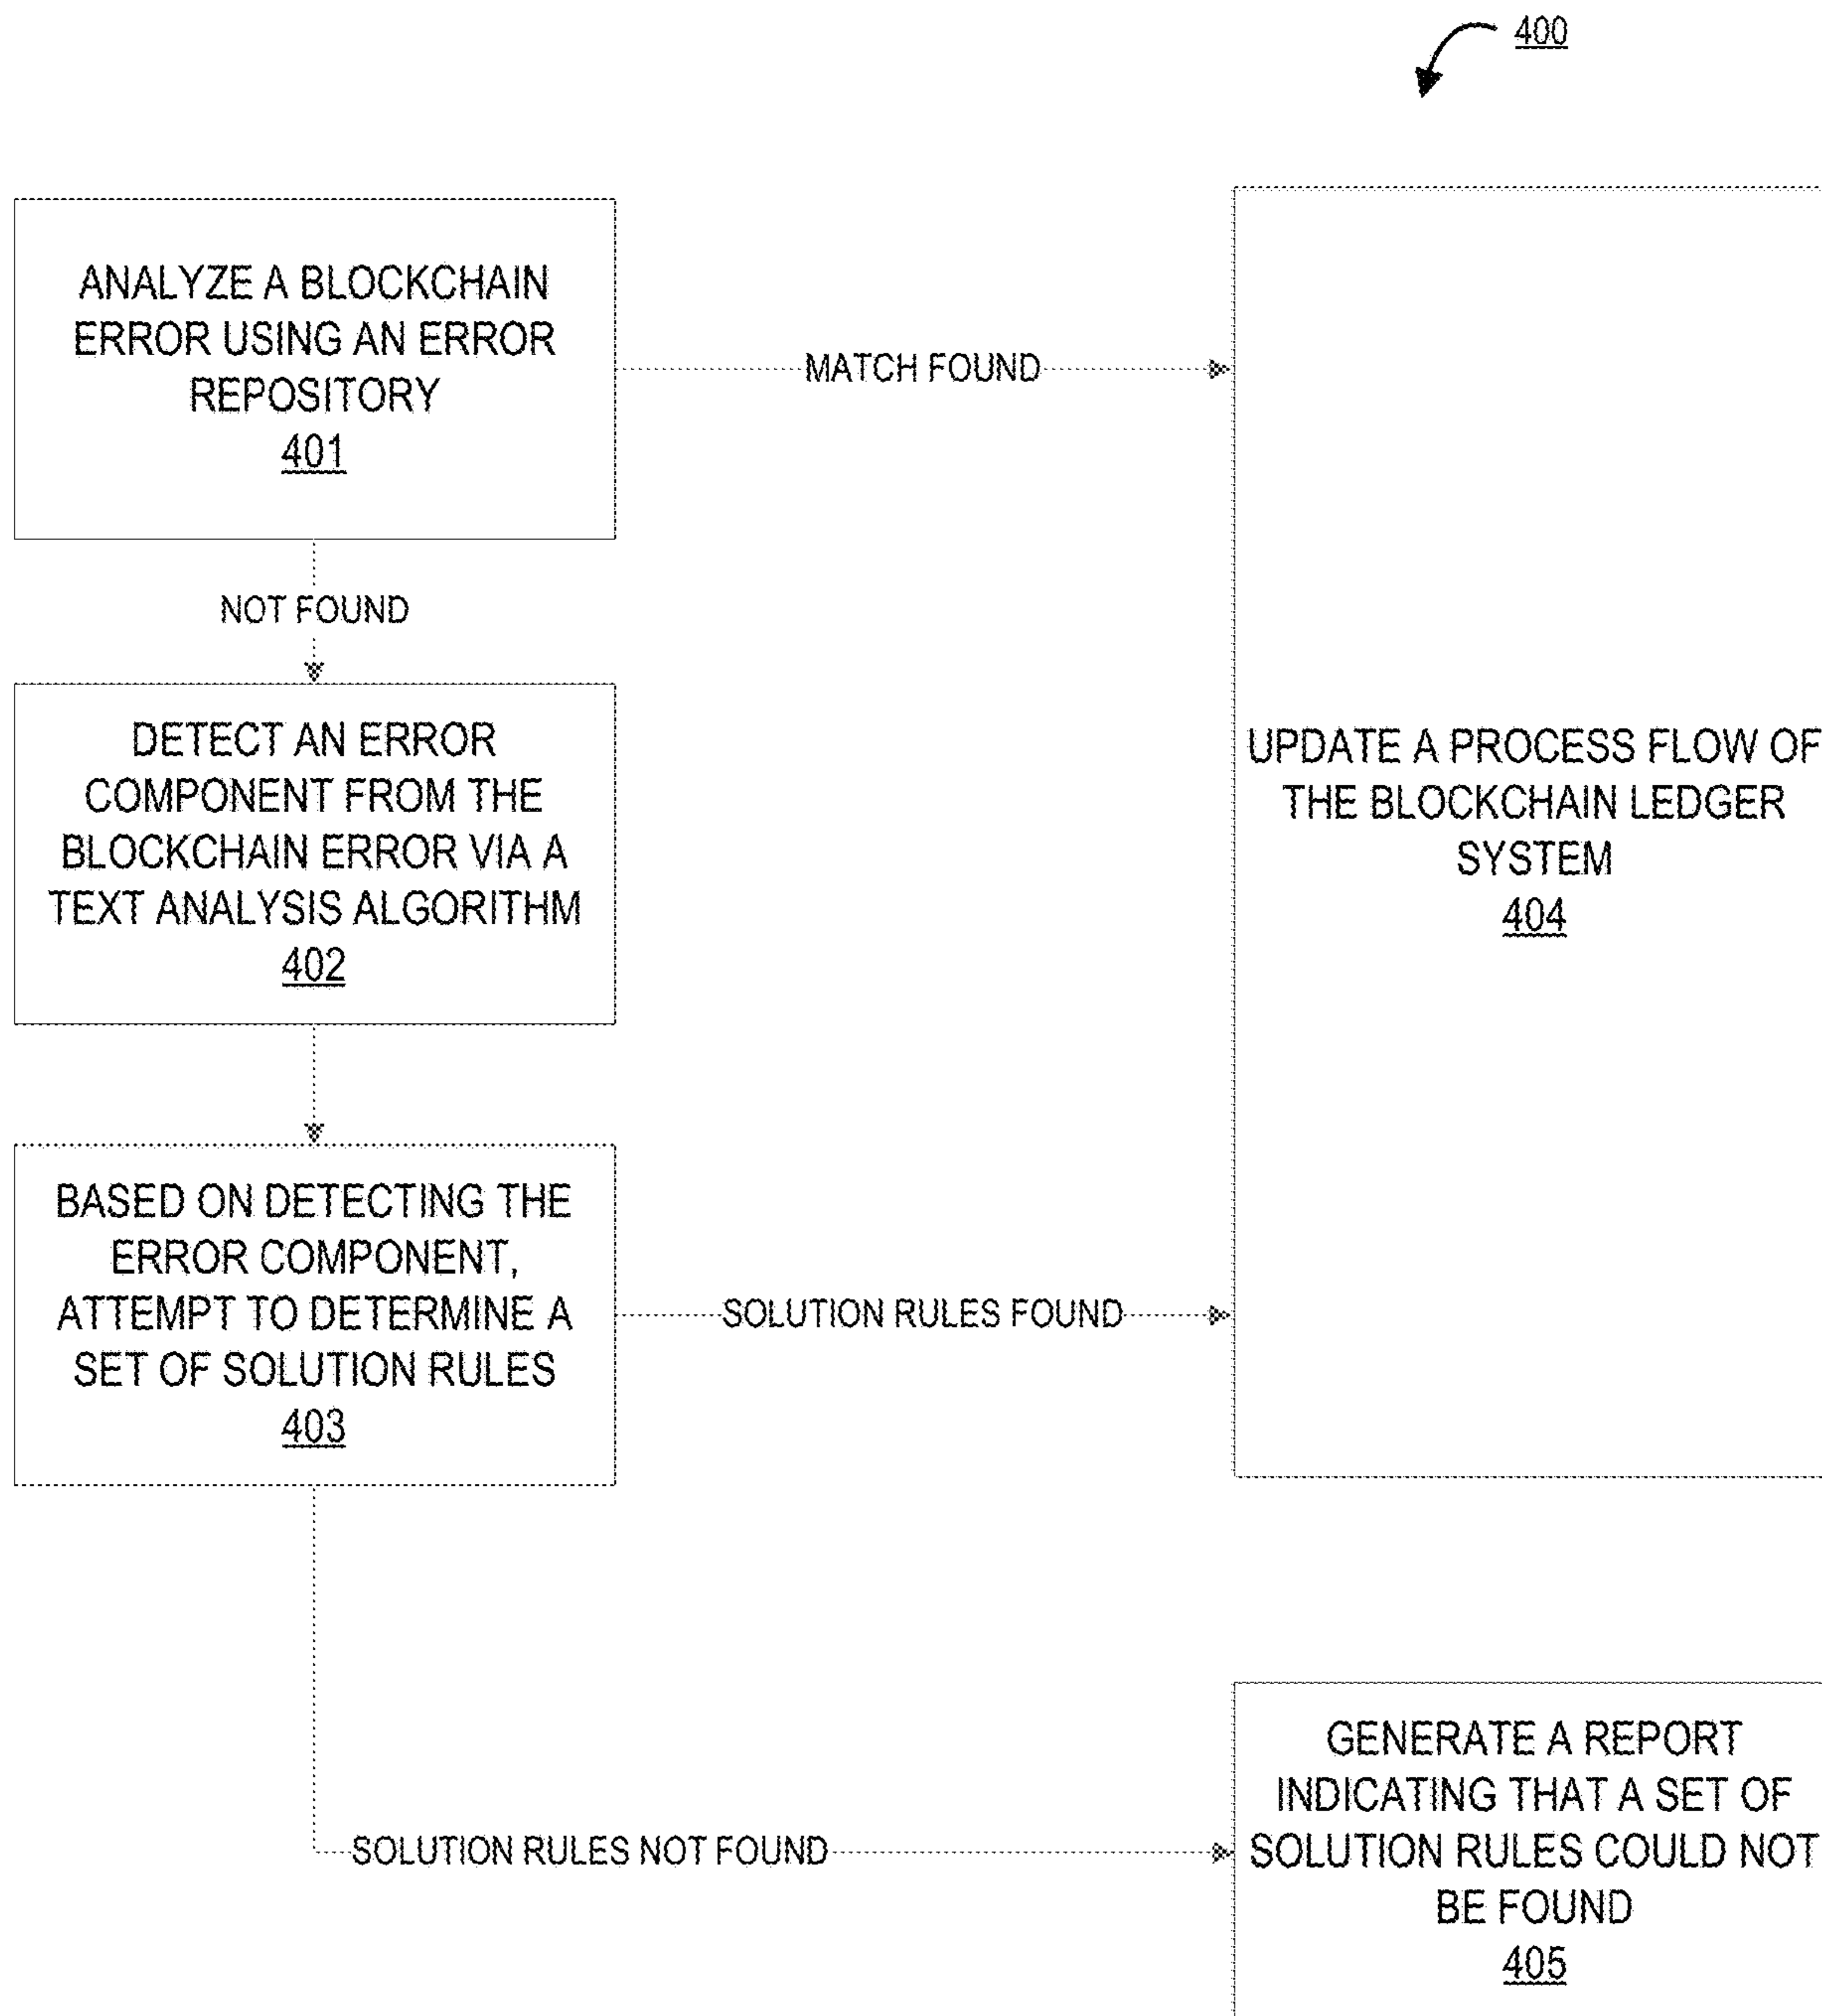 400
ANALYZE A BLOCKCHAIN
ERROR USING AN ERROR
REPOSITORY
401
MATCH FOUND
NOT FOUND
DETECT AN ERROR
COMPONENT FROM THE
BLOCKCHAIN ERROR VIA A
TEXT ANALYSIS ALGORITHM
402
UPDATE A PROCESS FLOW OF
THE BLOCKCHAIN LEDGER
SYSTEM
404
BASED ON DETECTING THE
ERROR COMPONENT,
ATTEMPT TO DETERMINE A
SET OF SOLUTION RULES
403
SOLUTION RULES FOUND
SOLUTION RULES NOT FOUND
GENERATE A REPORT
INDICATING THAT A SET OF
SOLUTION RULES COULD NOT
BE FOUND
405